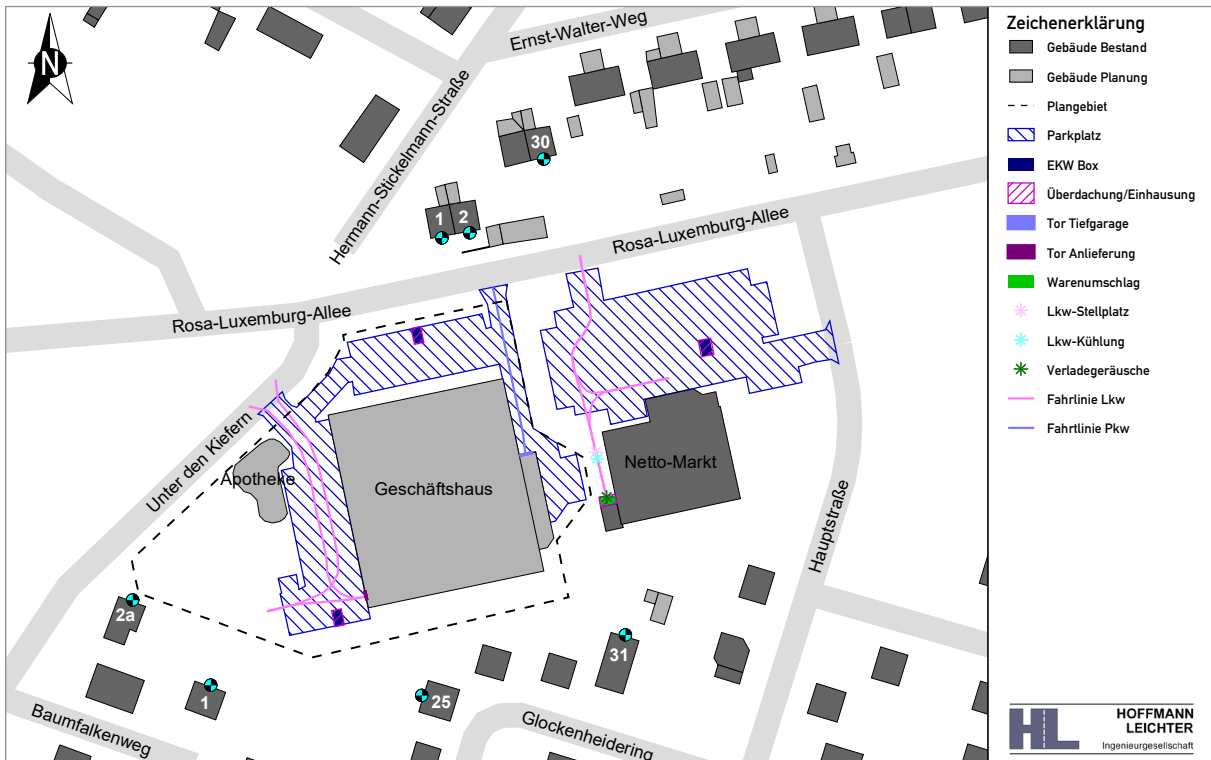 N
Ernst-Walter-Weg
Hermann-Stickelmann-Straße
30
1
2
Rosa-Luxemburg-Allee
Rosa-Luxemburg-Allee
Unter den Kiefern
Apotheke
Geschäftshaus
Netto-Markt
Hauptstraße
2a
1
25
31
Baumfalkenweg
Glockenheidering
Zeichenerklärung
Gebäude Bestand
Gebäude Planung
Plangebiet
Parkplatz
EKW Box
Überdachung/Einhausung
Tor Tiefgarage
Tor Anlieferung
Warenumschlag
Lkw-Stellplatz
Lkw-Kühlung
Verladegeräusche
Fahrlinie Lkw
Fahrtlinie Pkw
HL
HOFFMANN
LEICHTER
Ingenieurgesellschaft